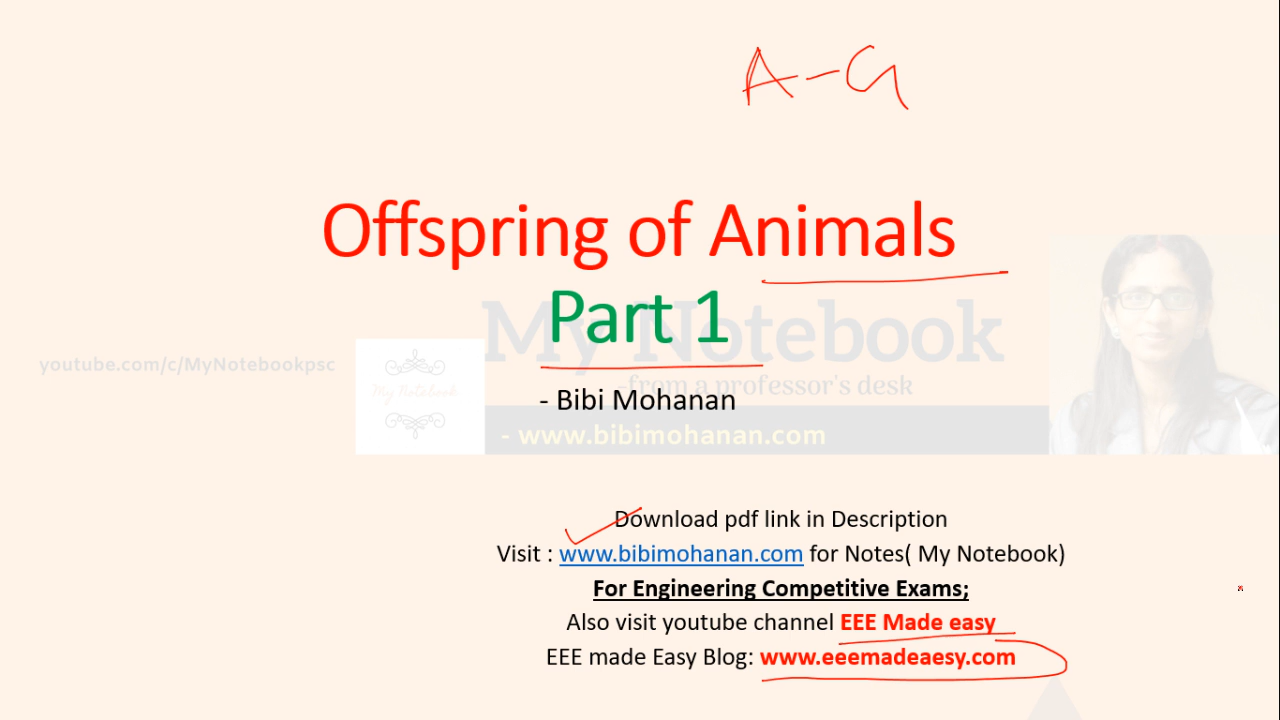 A-G
Offspring of Animals
Part 1
My Notebook
youtube.com/c/MyNotebookpsc
My Notebook
-from a professor's desk
- Bibi Mohanan
- www.bibimohanan.com
Download pdf link in Description
Visit : www.bibimohanan.com for Notes( My Notebook)
For Engineering Competitive Exams;
Also visit youtube channel EEE Made easy
EEE made Easy Blog: www.eeemadeaesy.com